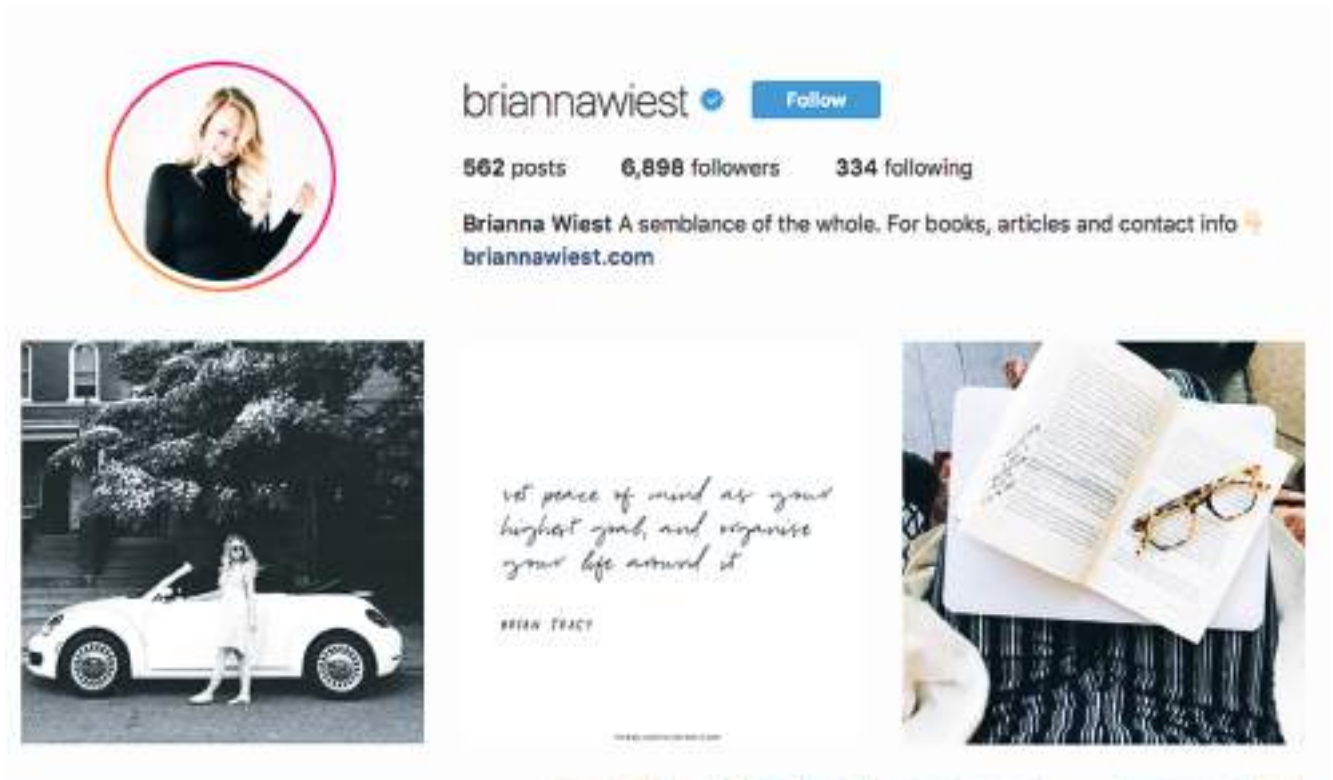 briannawiest
Follow
562 posts 6,898 followers 334 following
Brianna Wiest A semblance of the whole. For books, articles and contact info
briannawiest.com
set peace of mind as your
highest goal, and organise
your life around it
BRIAN TRACY